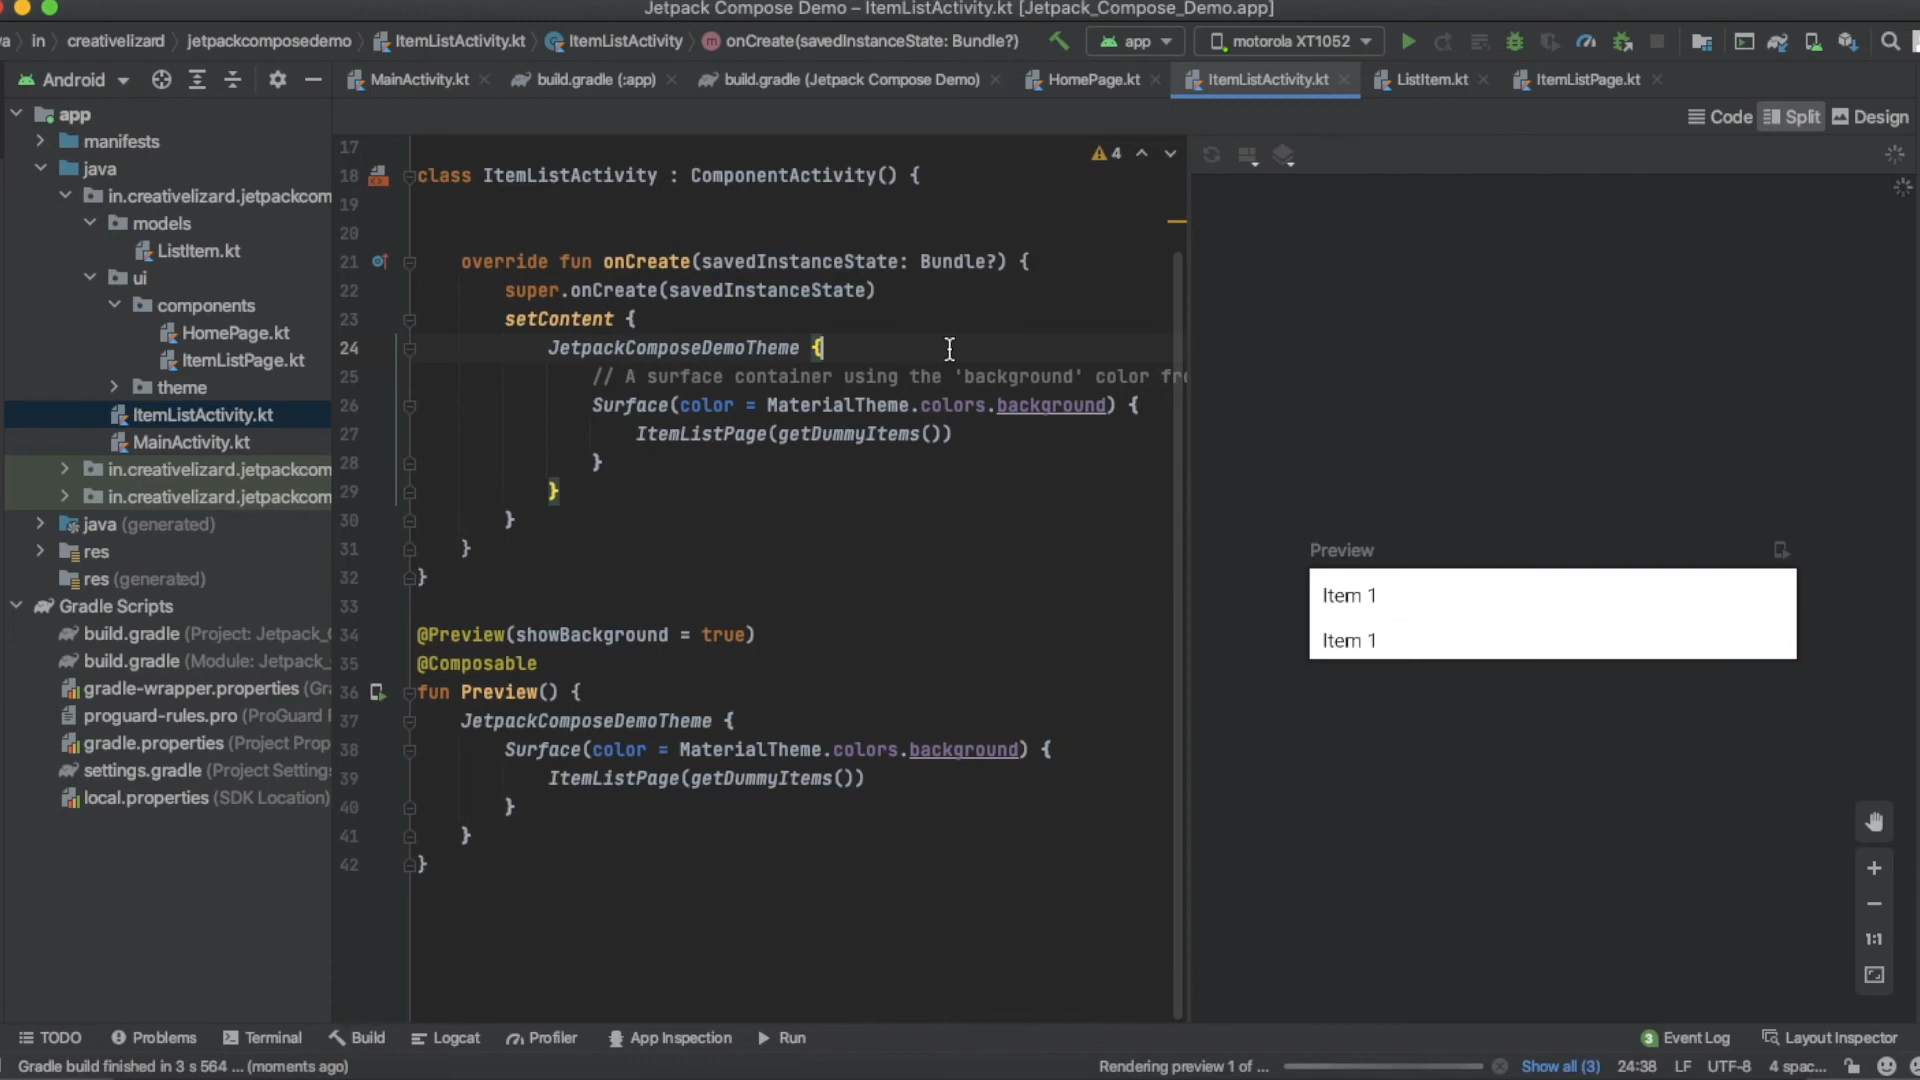 Jetpack Compose Demo – ItemListActivity.kt [Jetpack_Compose_Demo.app]
in creativelizard jetpackcomposedemo ItemListActivity.kt ItemListActivity onCreate(savedInstanceState: Bundle?) app motorola XT1052
Android MainActivity.kt build.gradle (:app) build.gradle (Jetpack Compose Demo) HomePage.kt ItemListActivity.kt ListItem.kt ItemListPage.kt
Code Split Design
app
manifests
java
in.creativelizard.jetpackcom
models
ListItem.kt
ui
components
HomePage.kt
ItemListPage.kt
theme
ItemListActivity.kt
MainActivity.kt
in.creativelizard.jetpackcom
in.creativelizard.jetpackcom
java (generated)
res
res (generated)
Gradle Scripts
build.gradle (Project: Jetpack_
build.gradle (Module: Jetpack_
gradle-wrapper.properties (Gra
proguard-rules.pro (ProGuard
gradle.properties (Project Prop
settings.gradle (Project Settings
local.properties (SDK Location)
4
17
18 class ItemListActivity : ComponentActivity() {
19
20
21 override fun onCreate(savedInstanceState: Bundle?) {
22 super.onCreate(savedInstanceState)
23 setContent {
24 JetpackComposeDemoTheme {
25 // A surface container using the 'background' color fr
26 Surface(color = MaterialTheme.colors.background) {
27 ItemListPage(getDummyItems())
28 }
29 }
30 }
31 }
32 }
33
34 @Preview(showBackground = true)
35 @Composable
36 fun Preview() {
37 JetpackComposeDemoTheme {
38 Surface(color = MaterialTheme.colors.background) {
39 ItemListPage(getDummyItems())
40 }
41 }
42 }
Preview
Item 1
Item 1
1:1
TODO Problems Terminal Build Logcat Profiler App Inspection Run 3 Event Log Layout Inspector
Gradle build finished in 3 s 564 ... (moments ago) Rendering preview 1 of ... Show all (3) 24:38 LF UTF-8 4 spac...